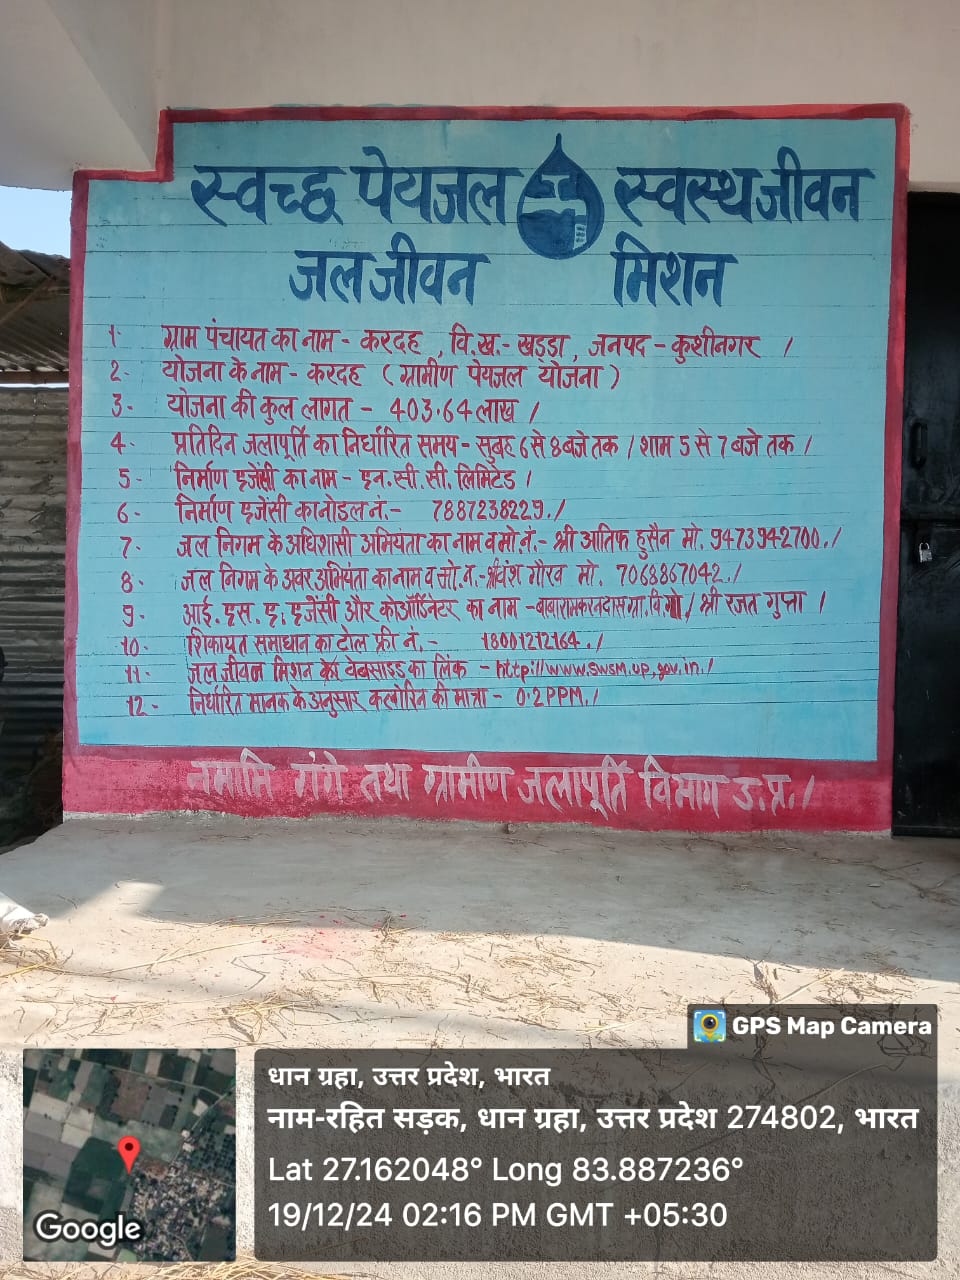 स्वच्छ पेयजल स्वस्थ जीवन
जल जीवन मिशन
1- ग्राम पंचायत का नाम - करदह , वि.ख.- खड्डा , जनपद - कुशीनगर /
2- योजना के नाम - करदह ( ग्रामीण पेयजल योजना )
3- योजना की कुल लागत - 403.64 लाख /
4- प्रतिदिन जलापूर्ति का निर्धारित समय - सुबह 6 से 8 बजे तक / शाम 5 से 7 बजे तक /
5- निर्माण एजेंसी का नाम - एन.सी.सी. लिमिटेड /
6- निर्माण एजेंसी का नोडल नं.- 7887238229./
7- जल निगम के अधिशासी अभियंता का नाम व मो.नं.- श्री आतिफ हुसैन मो. 9473942700./
8- जल निगम के अवर अभियंता का नाम व मो.न.- श्री वंश गौरव मो. 7068867042./
9- आई.एस.ए. एजेंसी और कोऑर्डिनेटर का नाम - बाबा रामकरनदास ग्रा.वि.गो./ श्री रजत गुप्ता /
10- शिकायत समाधान का टोल फ्री नं.- 18001212164./
11- जल जीवन मिशन के वेबसाइड का लिंक - http://www.swsm.up.gov.in./
12- निर्धारित मानक के अनुसार क्लोरिन की मात्रा - 0.2 PPM./
नमामि गंगे तथा ग्रामीण जलापूर्ति विभाग उ.प्र./
GPS Map Camera
धान ग्रहा, उत्तर प्रदेश, भारत
नाम-रहित सड़क, धान ग्रहा, उत्तर प्रदेश 274802, भारत
Lat 27.162048° Long 83.887236°
19/12/24 02:16 PM GMT +05:30
Google